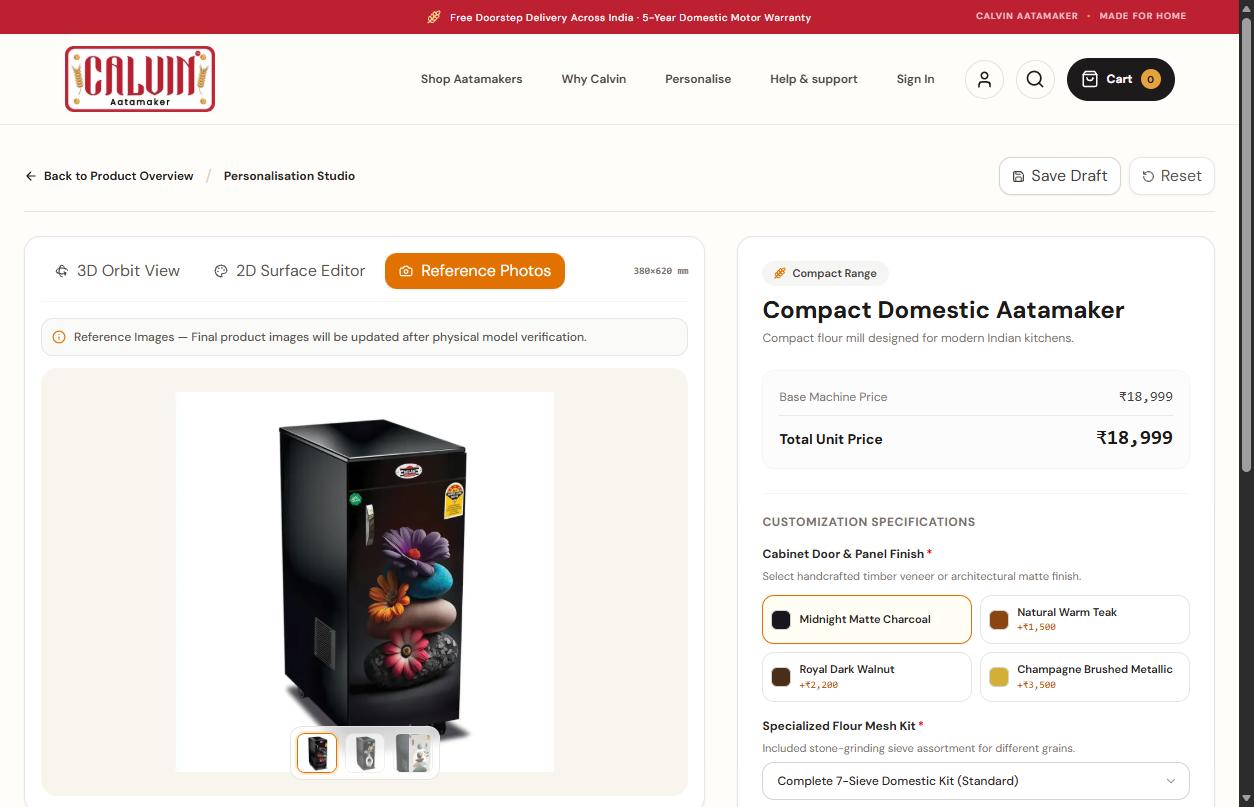 Free Doorstep Delivery Across India · 5-Year Domestic Motor Warranty
CALVIN AATAMAKER • MADE FOR HOME
CALVIN
Aatamaker
Shop Aatamakers
Why Calvin
Personalise
Help & support
Sign In
Cart 0
Back to Product Overview / Personalisation Studio
Save Draft
Reset
3D Orbit View
2D Surface Editor
Reference Photos
380×620 mm
Reference Images — Final product images will be updated after physical model verification.
Compact Range
Compact Domestic Aatamaker
Compact flour mill designed for modern Indian kitchens.
Base Machine Price ₹18,999
Total Unit Price ₹18,999
CUSTOMIZATION SPECIFICATIONS
Cabinet Door & Panel Finish *
Select handcrafted timber veneer or architectural matte finish.
Midnight Matte Charcoal
Natural Warm Teak
+₹1,500
Royal Dark Walnut
+₹2,200
Champagne Brushed Metallic
+₹3,500
Specialized Flour Mesh Kit *
Included stone-grinding sieve assortment for different grains.
Complete 7-Sieve Domestic Kit (Standard)